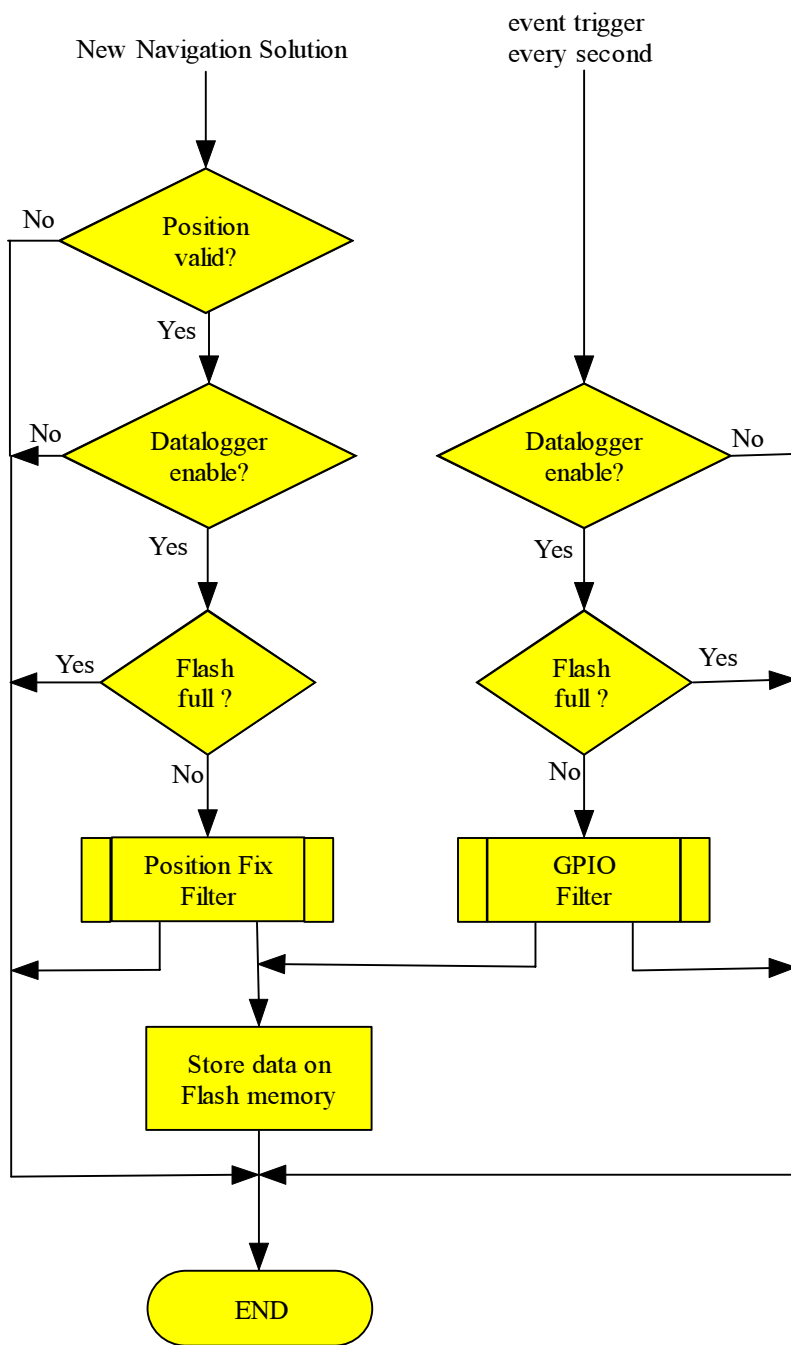 event trigger
every second
New Navigation Solution
No
Position
valid?
Yes
No
Datalogger
enable?
Datalogger
enable?
No
Yes
Yes
Yes
Flash
full ?
Flash
full ?
Yes
No
No
Position Fix
Filter
GPIO
Filter
Store data on
Flash memory
END